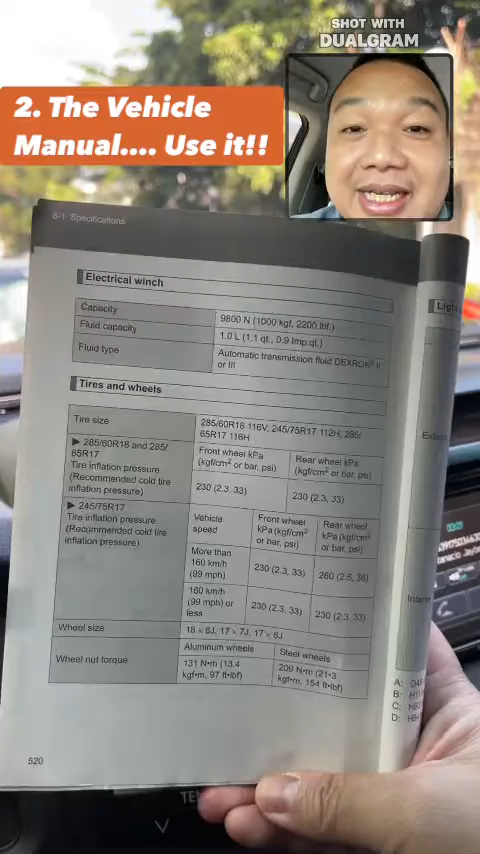 SHOT WITH
DUALGRAM
2. The Vehicle
Manual.... Use it!!
6-1. Specifications
Electrical winch
Capacity
9800 N (1000 kgf, 2200 lbf.)
Fluid capacity
1.0 L (1.1 qt., 0.9 Imp.qt.)
Fluid type
Automatic transmission fluid DEXRON® II
or III
Tires and wheels
Tire size
285/60R18 116V, 245/75R17 112H, 285/
65R17 116H
▶ 285/60R18 and 285/
65R17
Tire inflation pressure
(Recommended cold tire
inflation pressure)
Front wheel kPa
(kgf/cm² or bar, psi)
Rear wheel kPa
(kgf/cm² or bar, psi)
230 (2.3, 33)
230 (2.3, 33)
▶ 245/75R17
Tire inflation pressure
(Recommended cold tire
inflation pressure)
Vehicle
speed
Front wheel
kPa (kgf/cm²
or bar, psi)
Rear wheel
kPa (kgf/cm²
or bar, psi)
More than
160 km/h
(99 mph)
230 (2.3, 33)
260 (2.6, 38)
160 km/h
(99 mph) or
less
230 (2.3, 33)
230 (2.3, 33)
Wheel size
18 × 8J, 17 × 7J, 17 × 8J
Wheel nut torque
Aluminum wheels
Steel wheels
131 N•m (13.4
kgf•m, 97 ft•lbf)
209 N•m (21.3
kgf•m, 154 ft•lbf)
520
A:
B:
C:
D: